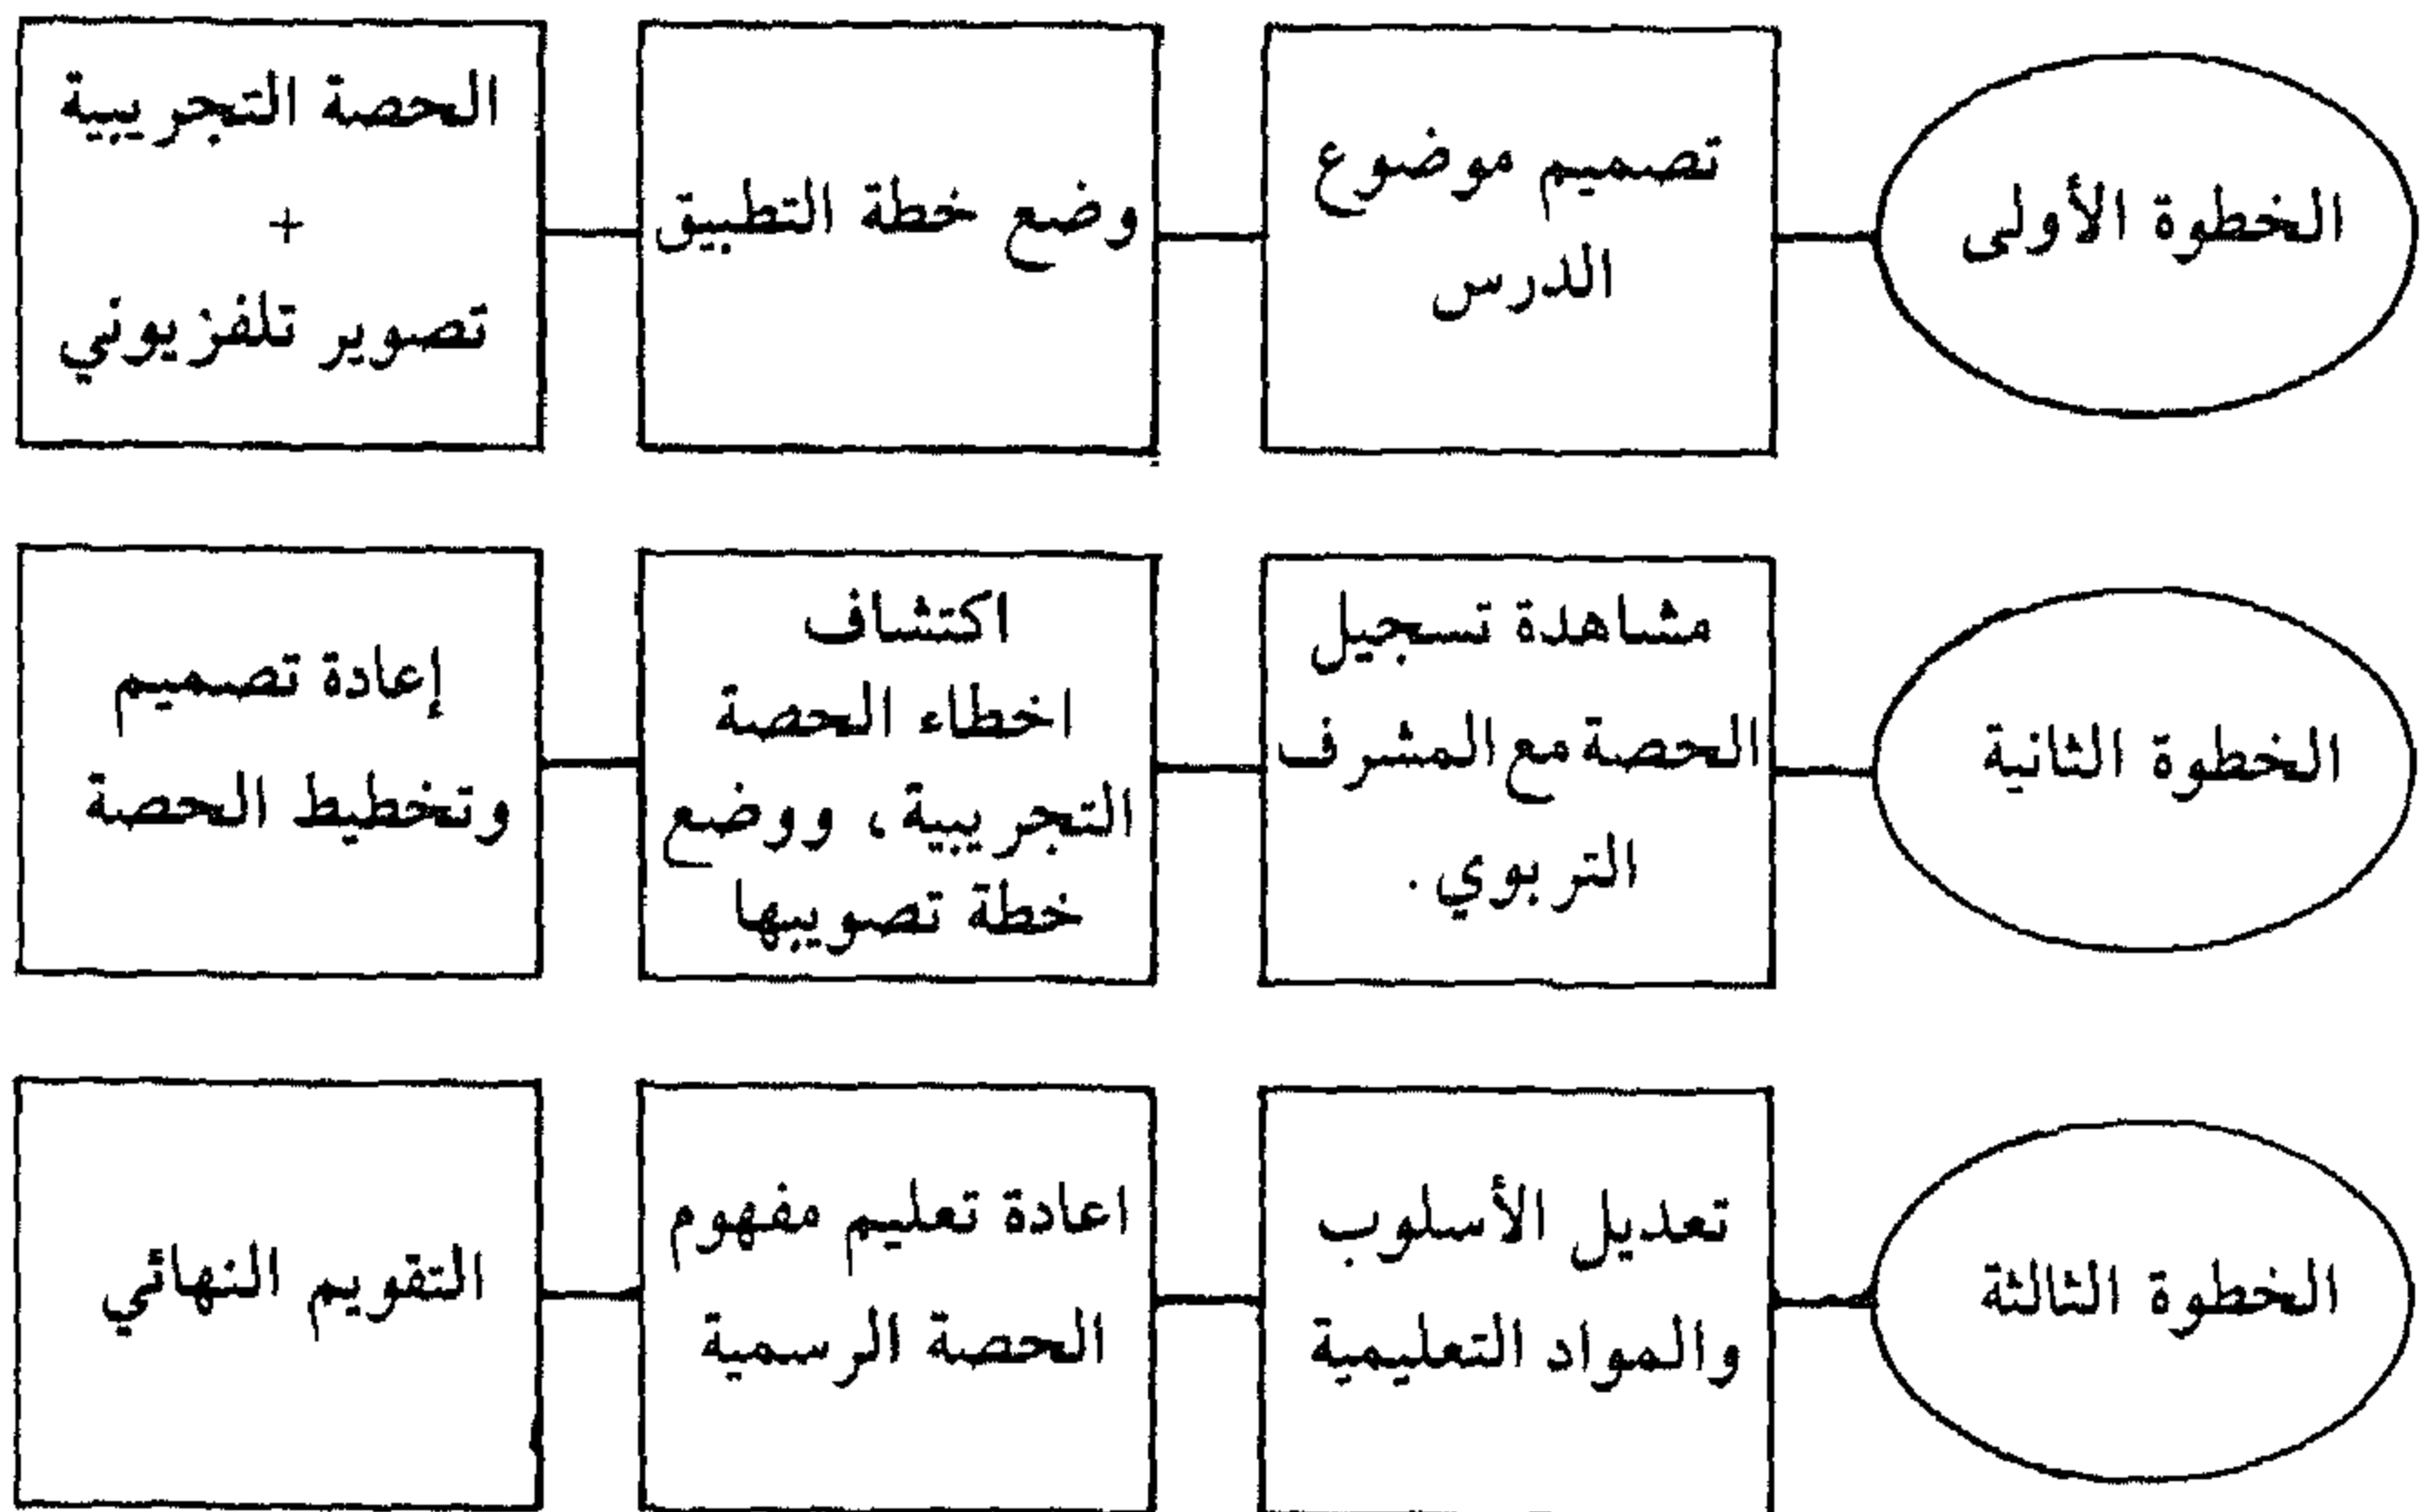 الخطوة الأولى
تصميم موضوع
الدرس
وضع خطة التطبيق
الحصة التجريبية
+
تصوير تلفزيوني
الخطوة الثانية
مشاهدة تسجيل
الحصة مع المشرف
التربوي.
اكتشاف
اخطاء الحصة
التجريبية، ووضع
خطة تصويبها
إعادة تصميم
وتخطيط الحصة
الخطوة الثالثة
تعديل الأسلوب
والمواد التعليمية
اعادة تعليم مفهوم
الحصة الرسمية
التقويم النهائي